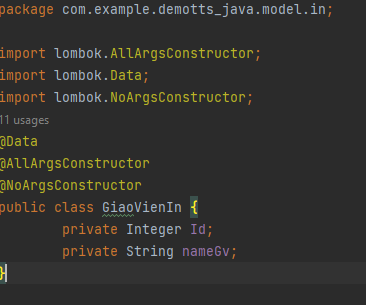 package com.example.demotts_java.model.in;
import lombok.AllArgsConstructor;
import lombok.Data;
import lombok.NoArgsConstructor;
11 usages
@Data
@AllArgsConstructor
@NoArgsConstructor
public class GiaoVienIn {
private Integer Id;
private String nameGv;
}